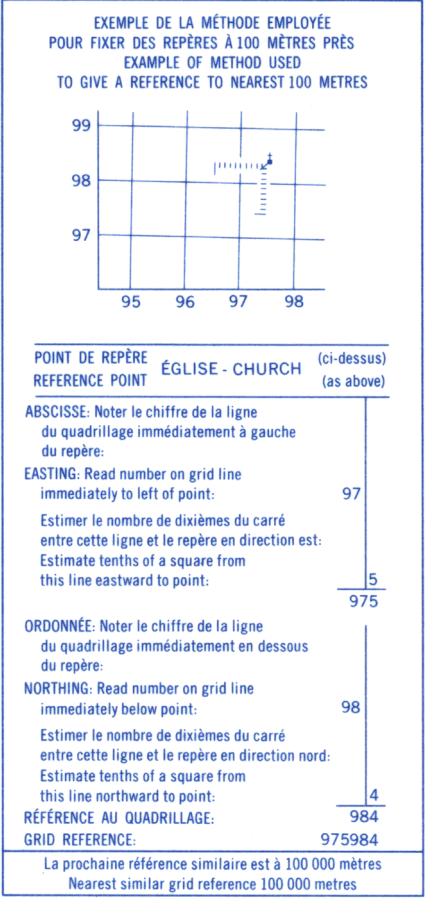 EXEMPLE DE LA MÉTHODE EMPLOYÉE
POUR FIXER DES REPÈRES À 100 MÈTRES PRÈS
EXAMPLE OF METHOD USED
TO GIVE A REFERENCE TO NEAREST 100 METRES
99
98
97
95 96 97 98
POINT DE REPÈRE
REFERENCE POINT
ÉGLISE - CHURCH
(ci-dessus)
(as above)
ABSCISSE: Noter le chiffre de la ligne
du quadrillage immédiatement à gauche
du repère:
EASTING: Read number on grid line
immediately to left of point: 97
Estimer le nombre de dixièmes du carré
entre cette ligne et le repère en direction est:
Estimate tenths of a square from
this line eastward to point: 5
975
ORDONNÉE: Noter le chiffre de la ligne
du quadrillage immédiatement en dessous
du repère:
NORTHING: Read number on grid line
immediately below point: 98
Estimer le nombre de dixièmes du carré
entre cette ligne et le repère en direction nord:
Estimate tenths of a square from
this line northward to point: 4
RÉFÉRENCE AU QUADRILLAGE: 984
GRID REFERENCE: 975984
La prochaine référence similaire est à 100 000 mètres
Nearest similar grid reference 100 000 metres